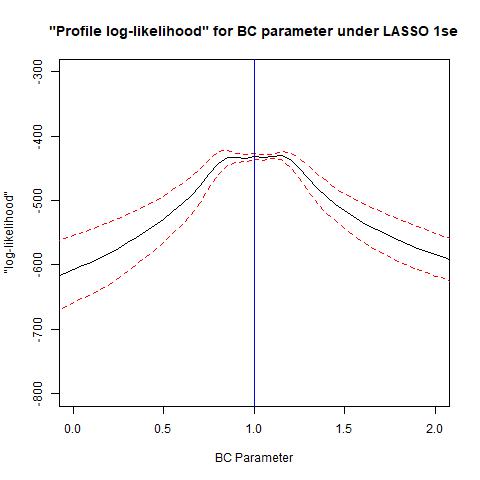 "Profile log-likelihood" for BC parameter under LASSO 1se
"log-likelihood"
-300
-400
-500
-600
-700
-800
0.0 0.5 1.0 1.5 2.0
BC Parameter